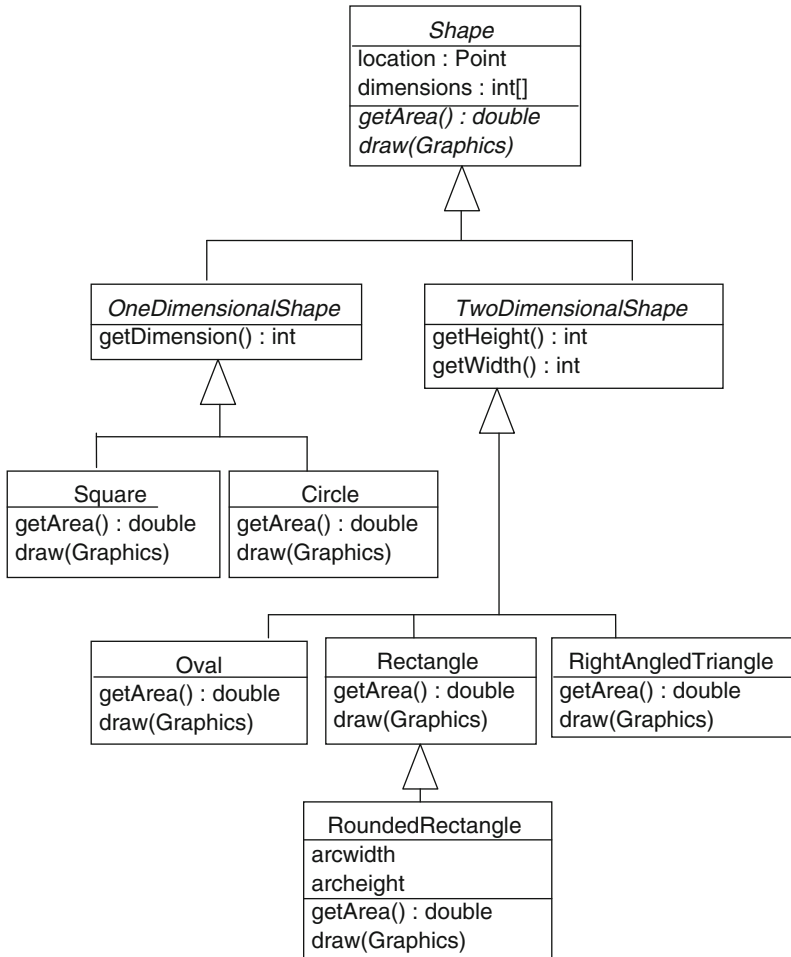 Shape
location : Point
dimensions : int[]
getArea() : double
draw(Graphics)
OneDimensionalShape
getDimension() : int
TwoDimensionalShape
getHeight() : int
getWidth() : int
Square
getArea() : double
draw(Graphics)
Circle
getArea() : double
draw(Graphics)
Oval
getArea() : double
draw(Graphics)
Rectangle
getArea() : double
draw(Graphics)
RightAngledTriangle
getArea() : double
draw(Graphics)
RoundedRectangle
arcwidth
archeight
getArea() : double
draw(Graphics)